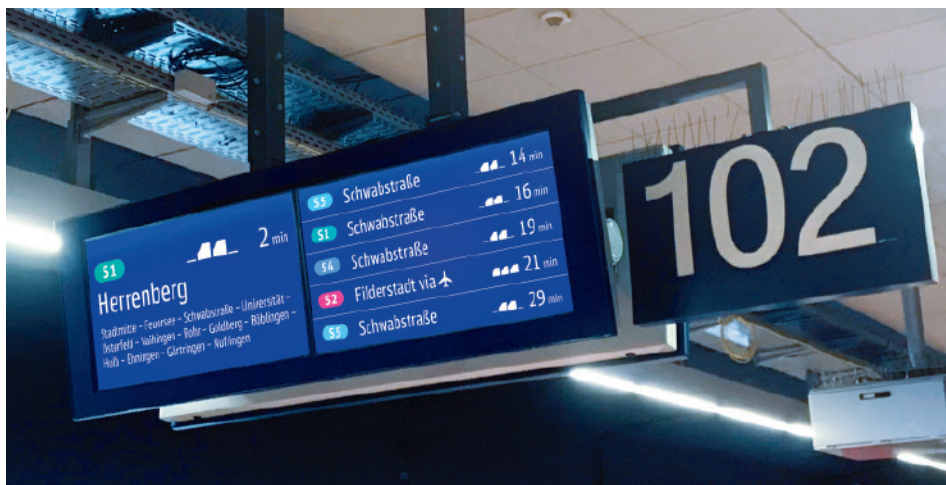 S1
2 min
Herrenberg
Stadtmitte – Feuersee – Schwabstraße – Universität –
Österfeld – Vaihingen – Rohr – Goldberg – Böblingen –
Hulb – Ehningen – Gärtringen – Nufringen
S5 Schwabstraße 14 min
S1 Schwabstraße 16 min
S4 Schwabstraße 19 min
S2 Filderstadt via 21 min
S5 Schwabstraße 29 min
102